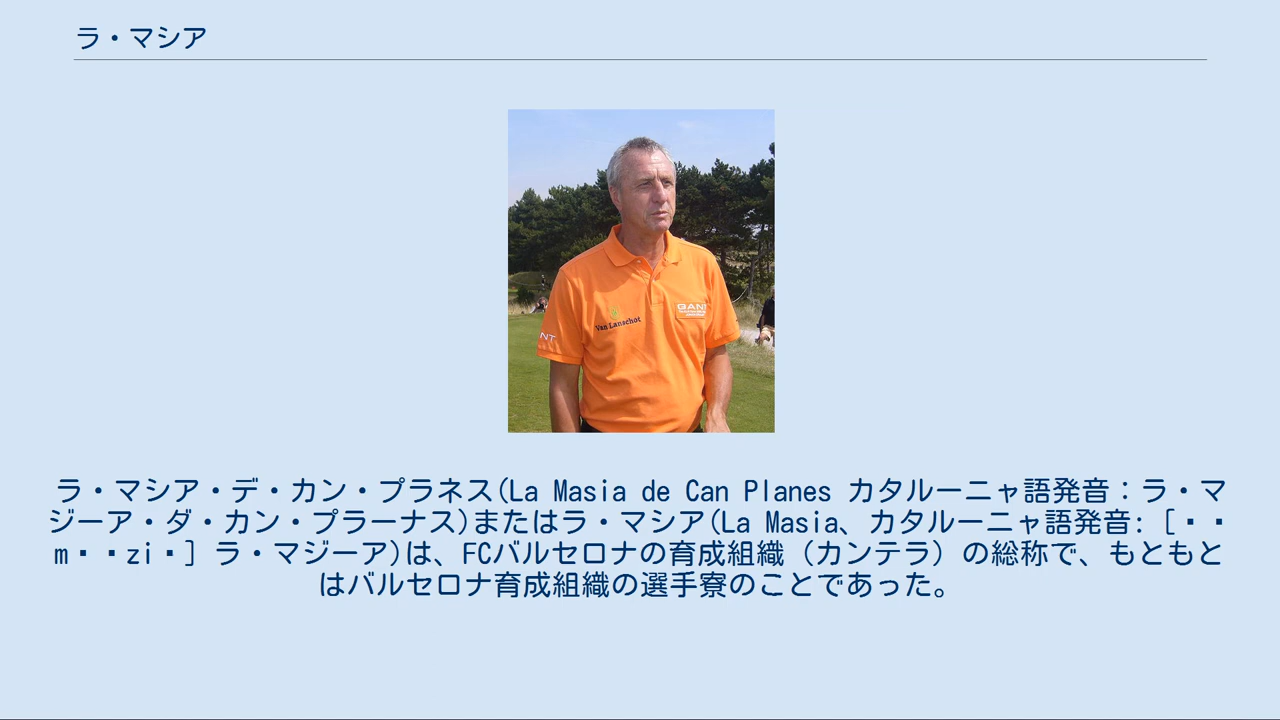 ラ・マシア
NT
Van Lanschot
GANT
ラ・マシア・デ・カン・プラネス(La Masia de Can Planes カタルーニャ語発音：ラ・マ
ジーア・ダ・カン・プラーナス)またはラ・マシア(La Masia、カタルーニャ語発音: [▪▪
m▪▪zi▪] ラ・マジーア)は、FCバルセロナの育成組織（カンテラ）の総称で、もともと
はバルセロナ育成組織の選手寮のことであった。